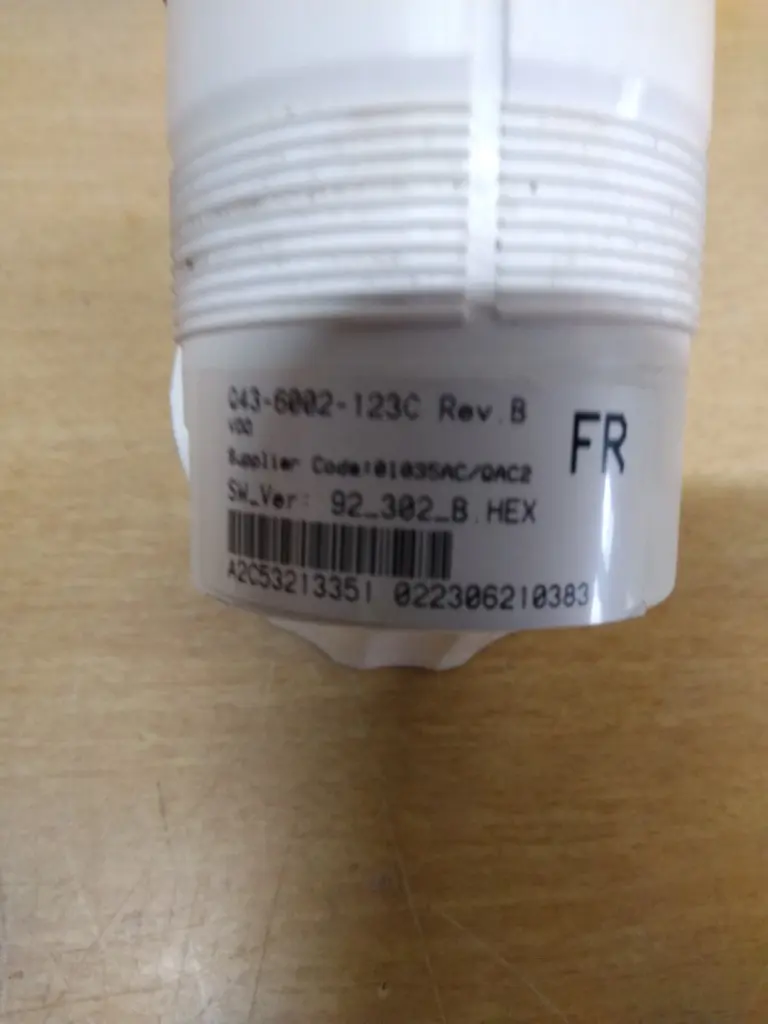 Q43-6002-123C Rev.B
VDO
FR
Supplier Code:01035AC/QAC2
SW_Ver: 92_302_B.HEX
A2C53213351 022306210383